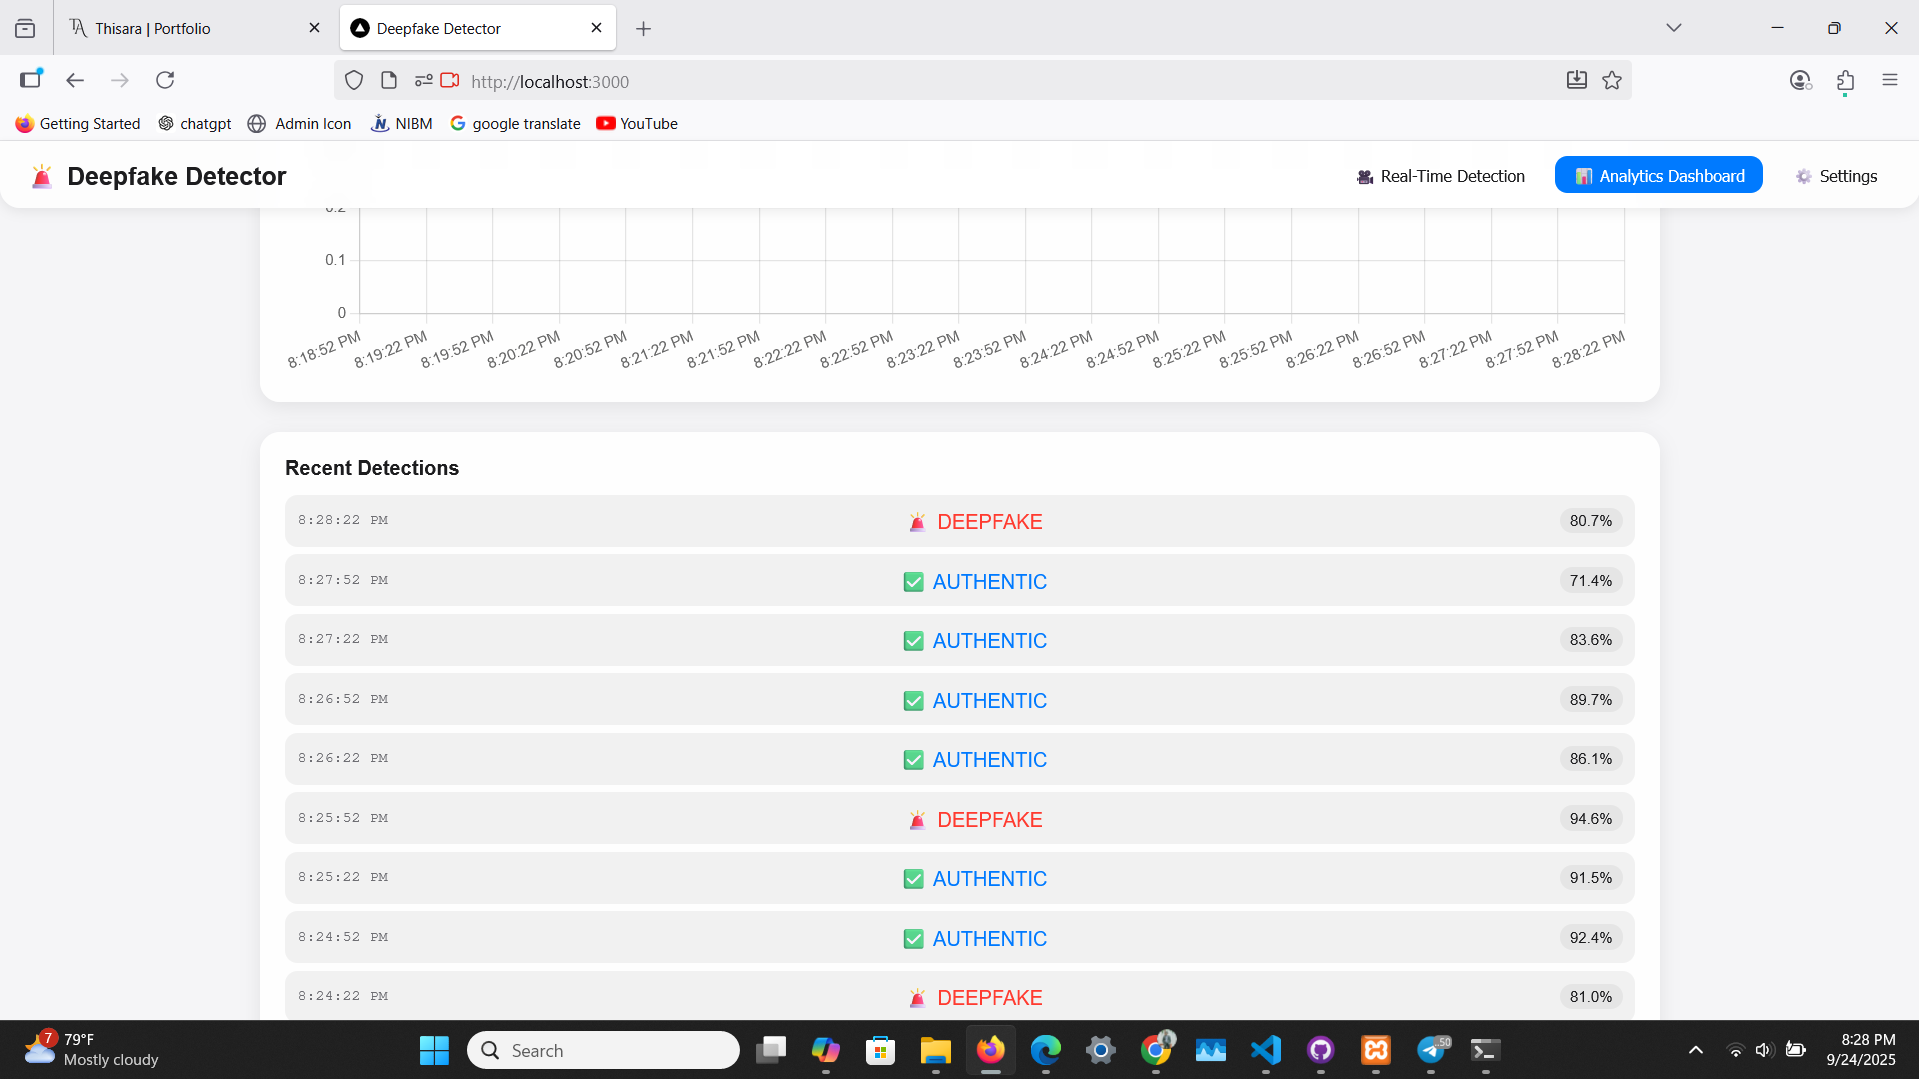 Thisara | Portfolio
Deepfake Detector
http://localhost:3000
Getting Started
chatgpt
Admin Icon
NIBM
google translate
YouTube
Deepfake Detector
Real-Time Detection
Analytics Dashboard
Settings
0.2
0.1
0
8:18:52 PM
8:19:22 PM
8:19:52 PM
8:20:22 PM
8:20:52 PM
8:21:22 PM
8:21:52 PM
8:22:22 PM
8:22:52 PM
8:23:22 PM
8:23:52 PM
8:24:22 PM
8:24:52 PM
8:25:22 PM
8:25:52 PM
8:26:22 PM
8:26:52 PM
8:27:22 PM
8:27:52 PM
8:28:22 PM
Recent Detections
8:28:22 PM DEEPFAKE 80.7%
8:27:52 PM AUTHENTIC 71.4%
8:27:22 PM AUTHENTIC 83.6%
8:26:52 PM AUTHENTIC 89.7%
8:26:22 PM AUTHENTIC 86.1%
8:25:52 PM DEEPFAKE 94.6%
8:25:22 PM AUTHENTIC 91.5%
8:24:52 PM AUTHENTIC 92.4%
8:24:22 PM DEEPFAKE 81.0%
7
79°F
Mostly cloudy
Search
50
8:28 PM
9/24/2025